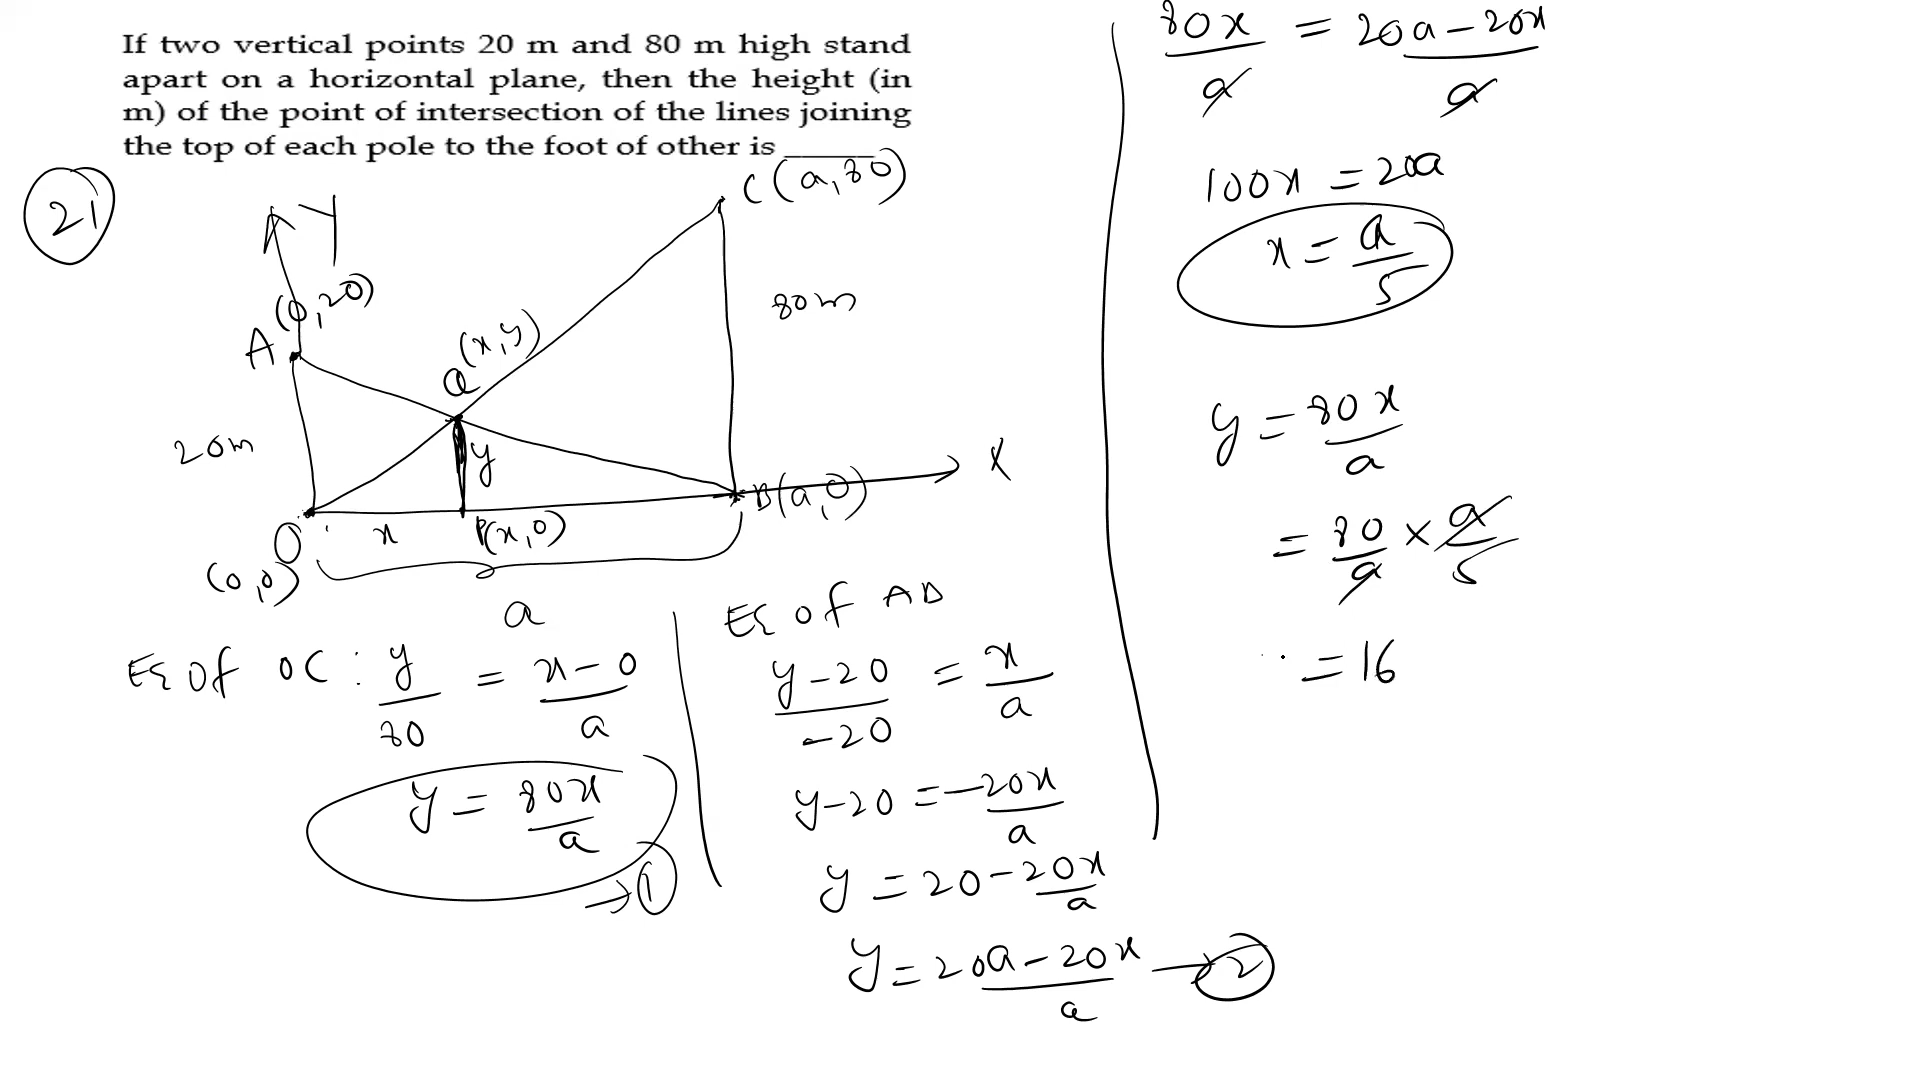 If two vertical points 20 m and 80 m high stand
apart on a horizontal plane, then the height (in
m) of the point of intersection of the lines joining
the top of each pole to the foot of other is ______
21
Y
C(a,80)
(0,20)
A
Q(x,y)
80m
20m
y
X
O
(0,0)
x
P(x,0)
B(a,0)
a
Eq of OC : y/80 = x-0/a
y = 80x/a
→ 1
Eq of AB
y-20/-20 = x/a
y-20 = -20x/a
y = 20-20x/a
y = 20a-20x/a → 2
80x/a = 20a-20x/a
100x = 20a
x = a/5
y = 80x/a
= 80/a × a/5
= 16